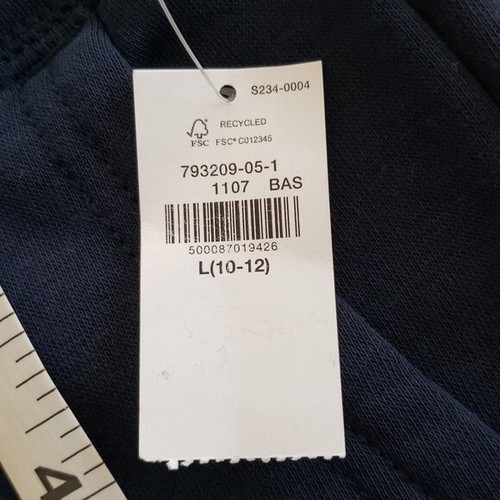 S234-0004
RECYCLED
FSC FSC® C012345
793209-05-1
1107 BAS
500087019426
L(10-12)
4